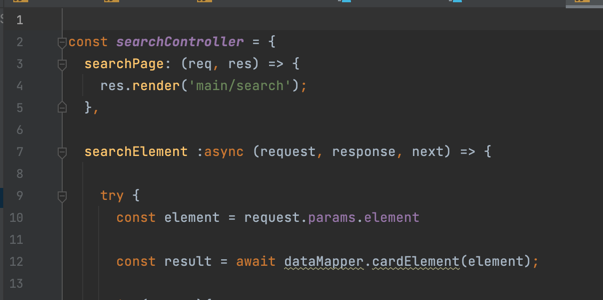 1
2 const searchController = {
3 searchPage: (req, res) => {
4 res.render('main/search');
5 },
6
7 searchElement :async (request, response, next) => {
8
9 try {
10 const element = request.params.element
11
12 const result = await dataMapper.cardElement(element);
13